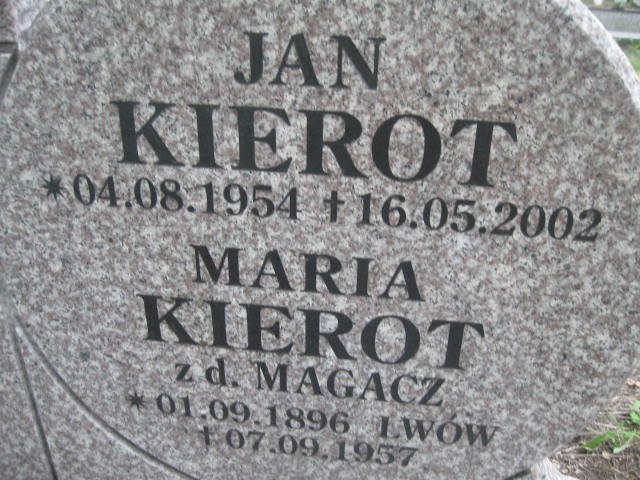 JAN
KIEROT
*04.08.1954 †16.05.2002
MARIA
KIEROT
z d. MAGACZ
*01.09.1896 LWÓW
†07.09.1957